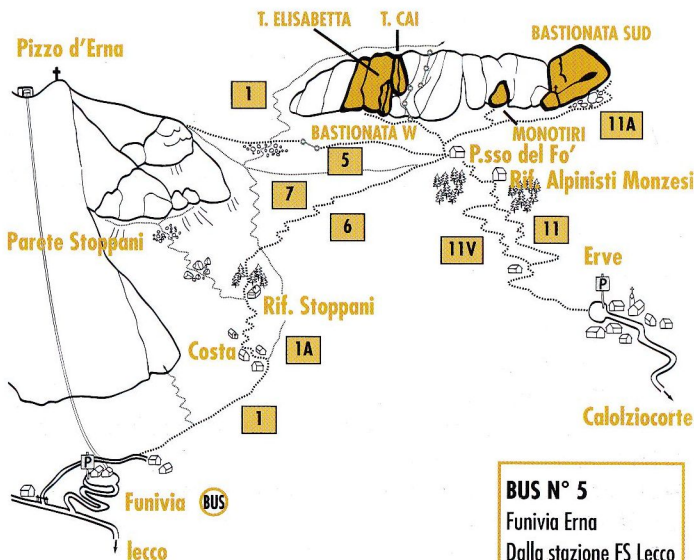 T. ELISABETTA
T. CAI
BASTIONATA SUD
Pizzo d'Erna
1
BASTIONATA W
MONOTIRI
11A
5
P.sso del Fo'
Rif. Alpinisti Monzesi
7
6
Parete Stoppani
11V
11
Erve
P
Rif. Stoppani
Costa
1A
1
Calolziocorte
P
Funivia
BUS
lecco
BUS N° 5
Funivia Erna
Dalla stazione FS Lecco